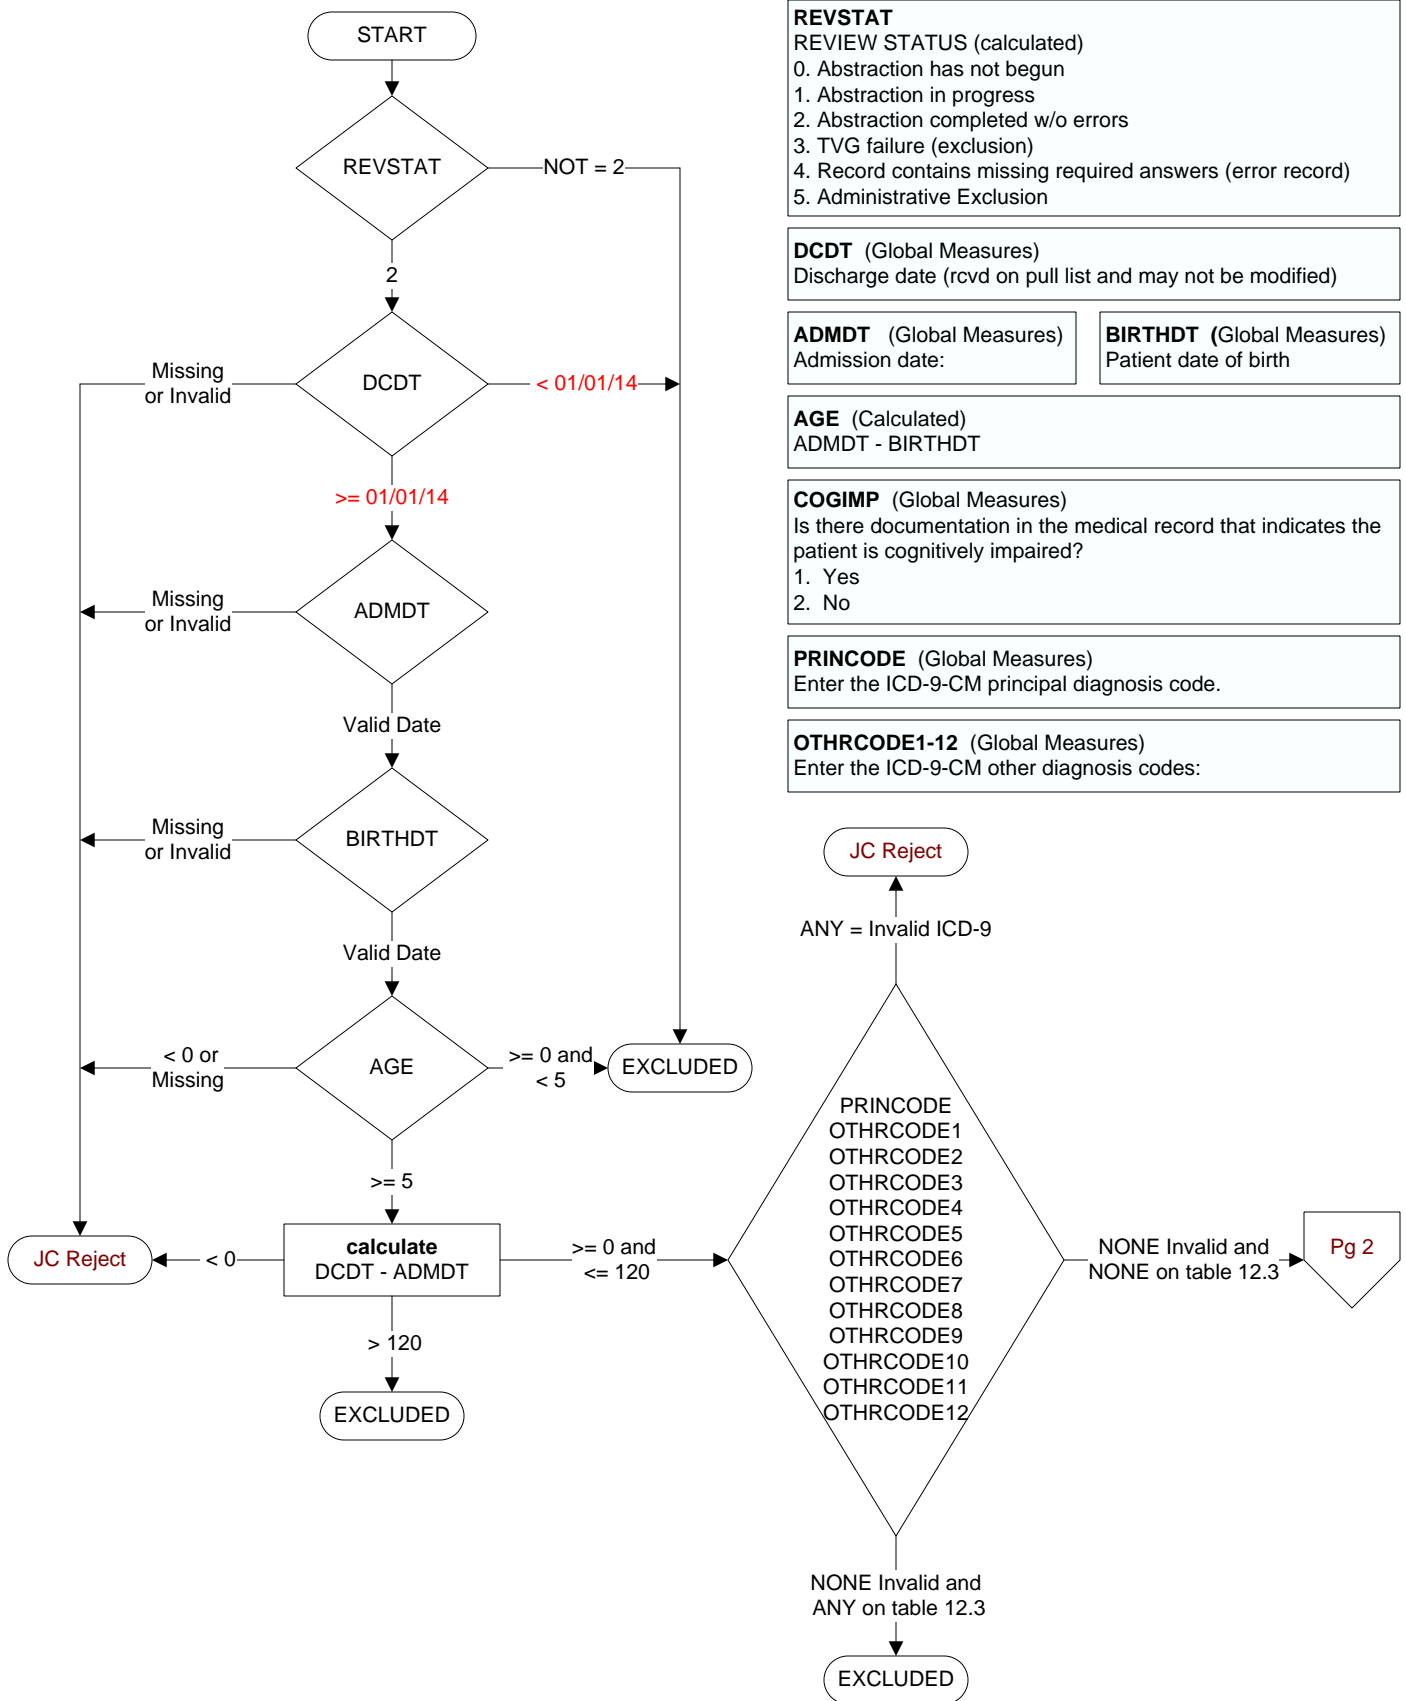 START
REVSTAT
NOT = 2
2
DCDT
Missing
or Invalid
< 01/01/14
>= 01/01/14
ADMDT
Missing
or Invalid
Valid Date
BIRTHDT
Missing
or Invalid
Valid Date
AGE
< 0 or
Missing
>= 0 and
< 5
EXCLUDED
>= 5
calculate
DCDT - ADMDT
< 0
JC Reject
>= 0 and
<= 120
> 120
EXCLUDED
REVSTAT
REVIEW STATUS (calculated)
0. Abstraction has not begun
1. Abstraction in progress
2. Abstraction completed w/o errors
3. TVG failure (exclusion)
4. Record contains missing required answers (error record)
5. Administrative Exclusion
DCDT (Global Measures)
Discharge date (rcvd on pull list and may not be modified)
ADMDT (Global Measures)
Admission date:
BIRTHDT (Global Measures)
Patient date of birth
AGE (Calculated)
ADMDT - BIRTHDT
COGIMP (Global Measures)
Is there documentation in the medical record that indicates the
patient is cognitively impaired?
1. Yes
2. No
PRINCODE (Global Measures)
Enter the ICD-9-CM principal diagnosis code.
OTHRCODE1-12 (Global Measures)
Enter the ICD-9-CM other diagnosis codes:
JC Reject
ANY = Invalid ICD-9
PRINCODE
OTHRCODE1
OTHRCODE2
OTHRCODE3
OTHRCODE4
OTHRCODE5
OTHRCODE6
OTHRCODE7
OTHRCODE8
OTHRCODE9
OTHRCODE10
OTHRCODE11
OTHRCODE12
NONE Invalid and
NONE on table 12.3
Pg 2
NONE Invalid and
ANY on table 12.3
EXCLUDED